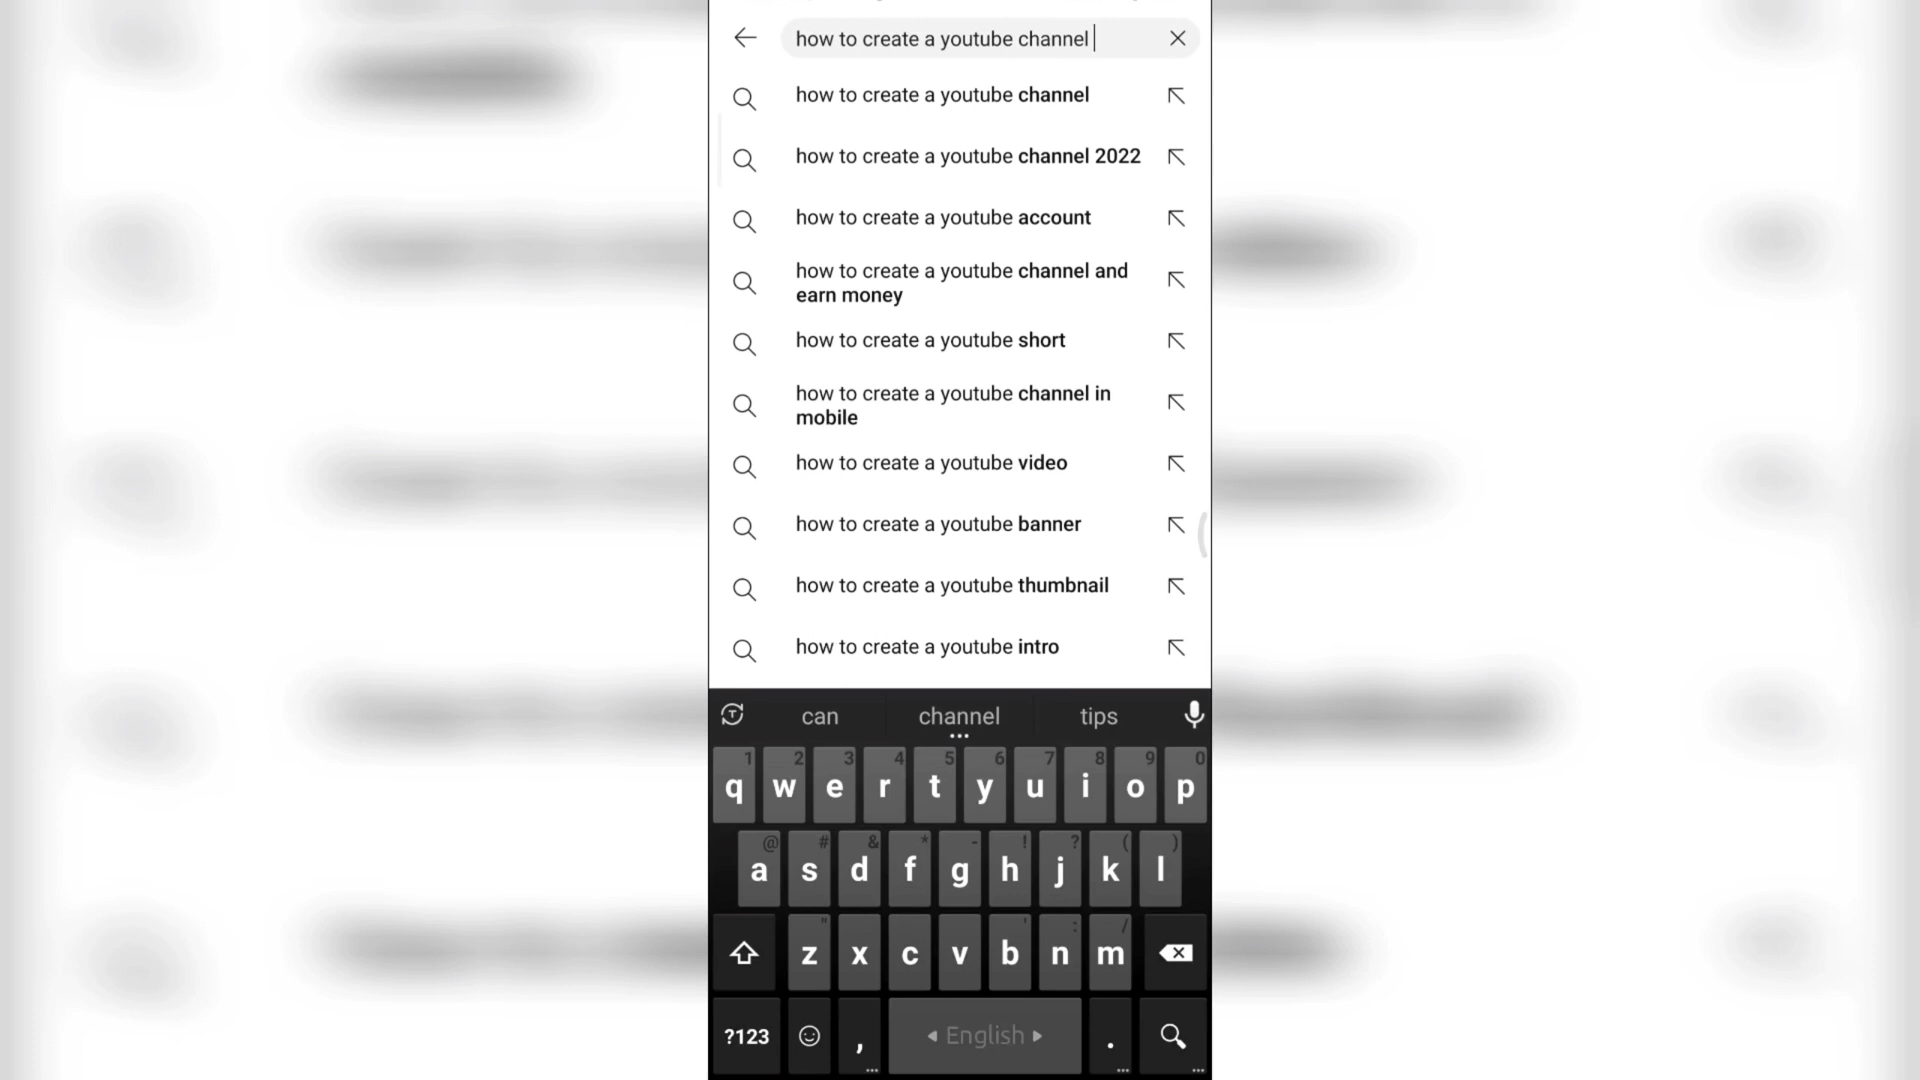 how to create a youtube channel
how to create a youtube channel
how to create a youtube channel 2022
how to create a youtube account
how to create a youtube channel and
earn money
how to create a youtube short
how to create a youtube channel in
mobile
how to create a youtube video
how to create a youtube banner
how to create a youtube thumbnail
how to create a youtube intro
T can channel tips
...
1 2 3 4 5 6 7 8 9 0
q w e r t y u i o p
@ # & * - ! ? ( )
a s d f g h j k l
" ' : /
z x c v b n m
?123 , English .
... ... ...